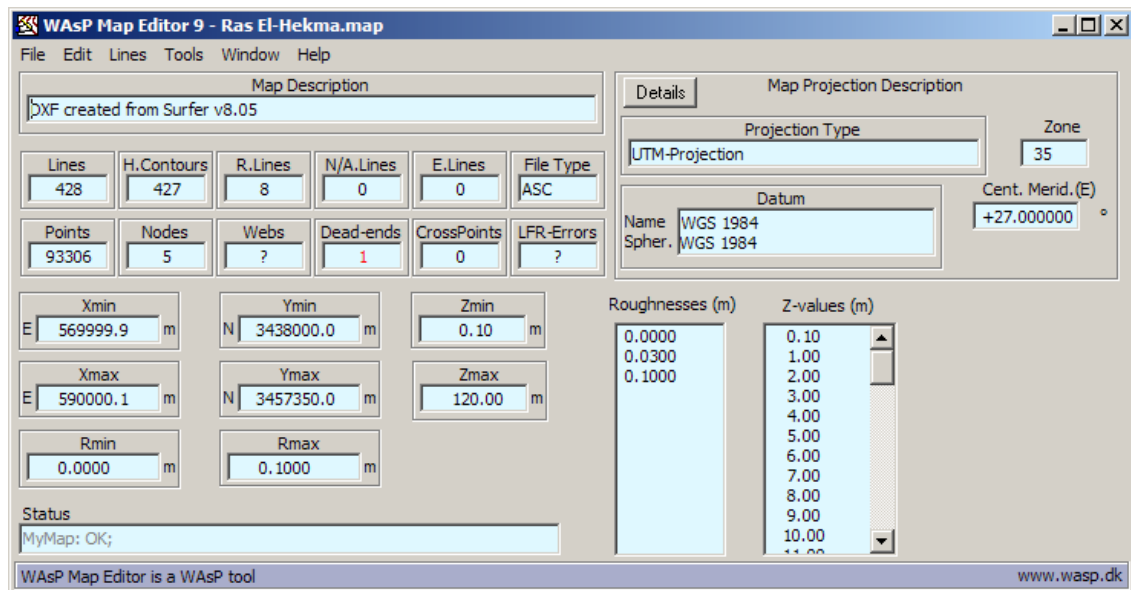 WAsP Map Editor 9 - Ras El-Hekma.map
File Edit Lines Tools Window Help
Map Description
DXF created from Surfer v8.05
Lines H.Contours R.Lines N/A.Lines E.Lines File Type
428 427 8 0 0 ASC
Points Nodes Webs Dead-ends CrossPoints LFR-Errors
93306 5 ? 1 0 ?
Details Map Projection Description
Projection Type Zone
UTM-Projection 35
Datum Cent. Merid.(E)
Name WGS 1984 +27.000000 °
Spher. WGS 1984
Xmin Ymin Zmin
E 569999.9 m N 3438000.0 m 0.10 m
Xmax Ymax Zmax
E 590000.1 m N 3457350.0 m 120.00 m
Rmin Rmax
0.0000 m 0.1000 m
Roughnesses (m)
0.0000
0.0300
0.1000
Z-values (m)
0.10
1.00
2.00
3.00
4.00
5.00
6.00
7.00
8.00
9.00
10.00
11.00
Status
MyMap: OK;
WAsP Map Editor is a WAsP tool www.wasp.dk